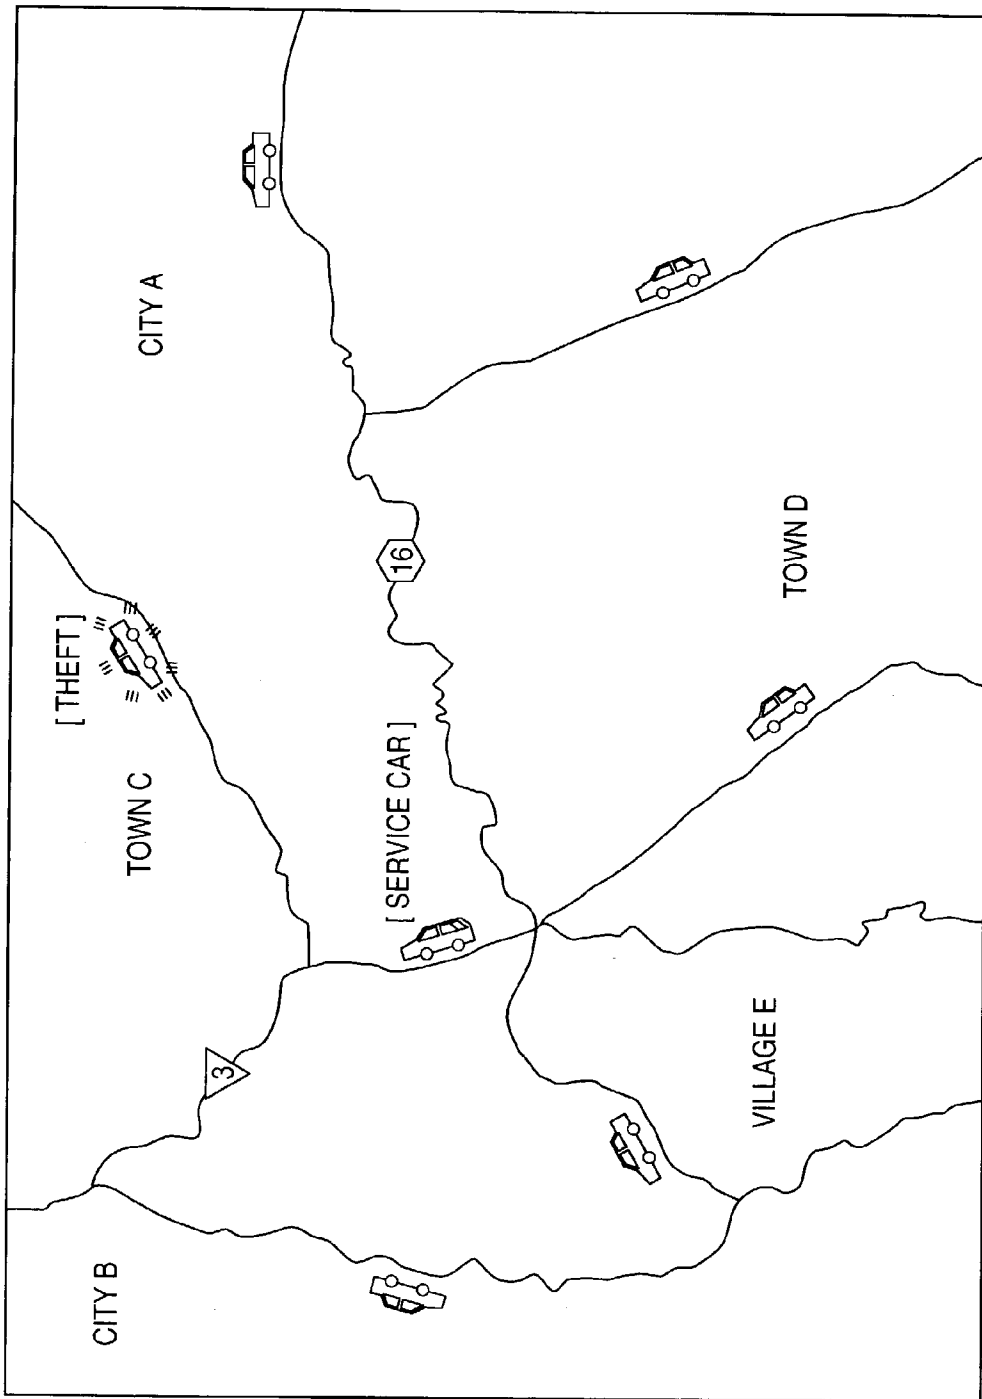 CITY B
TOWN C
[ THEFT ]
CITY A
3
[ SERVICE CAR ]
16
VILLAGE E
TOWN D